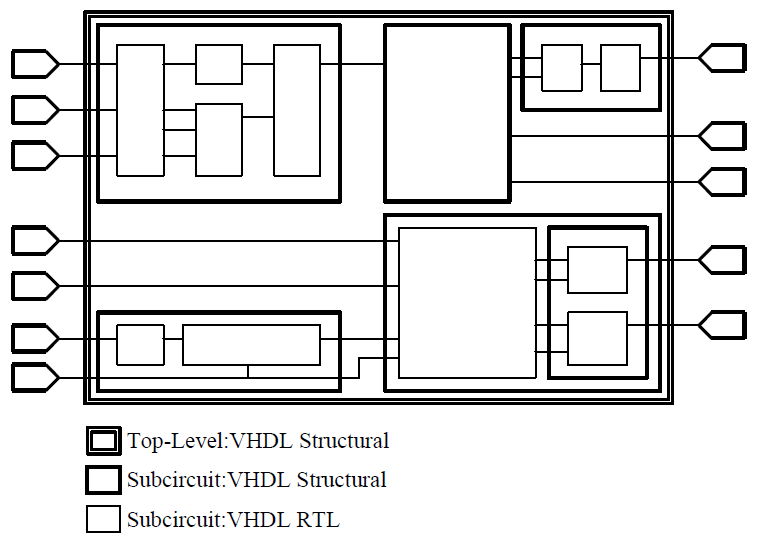 Top-Level:VHDL Structural
Subcircuit:VHDL Structural
Subcircuit:VHDL RTL